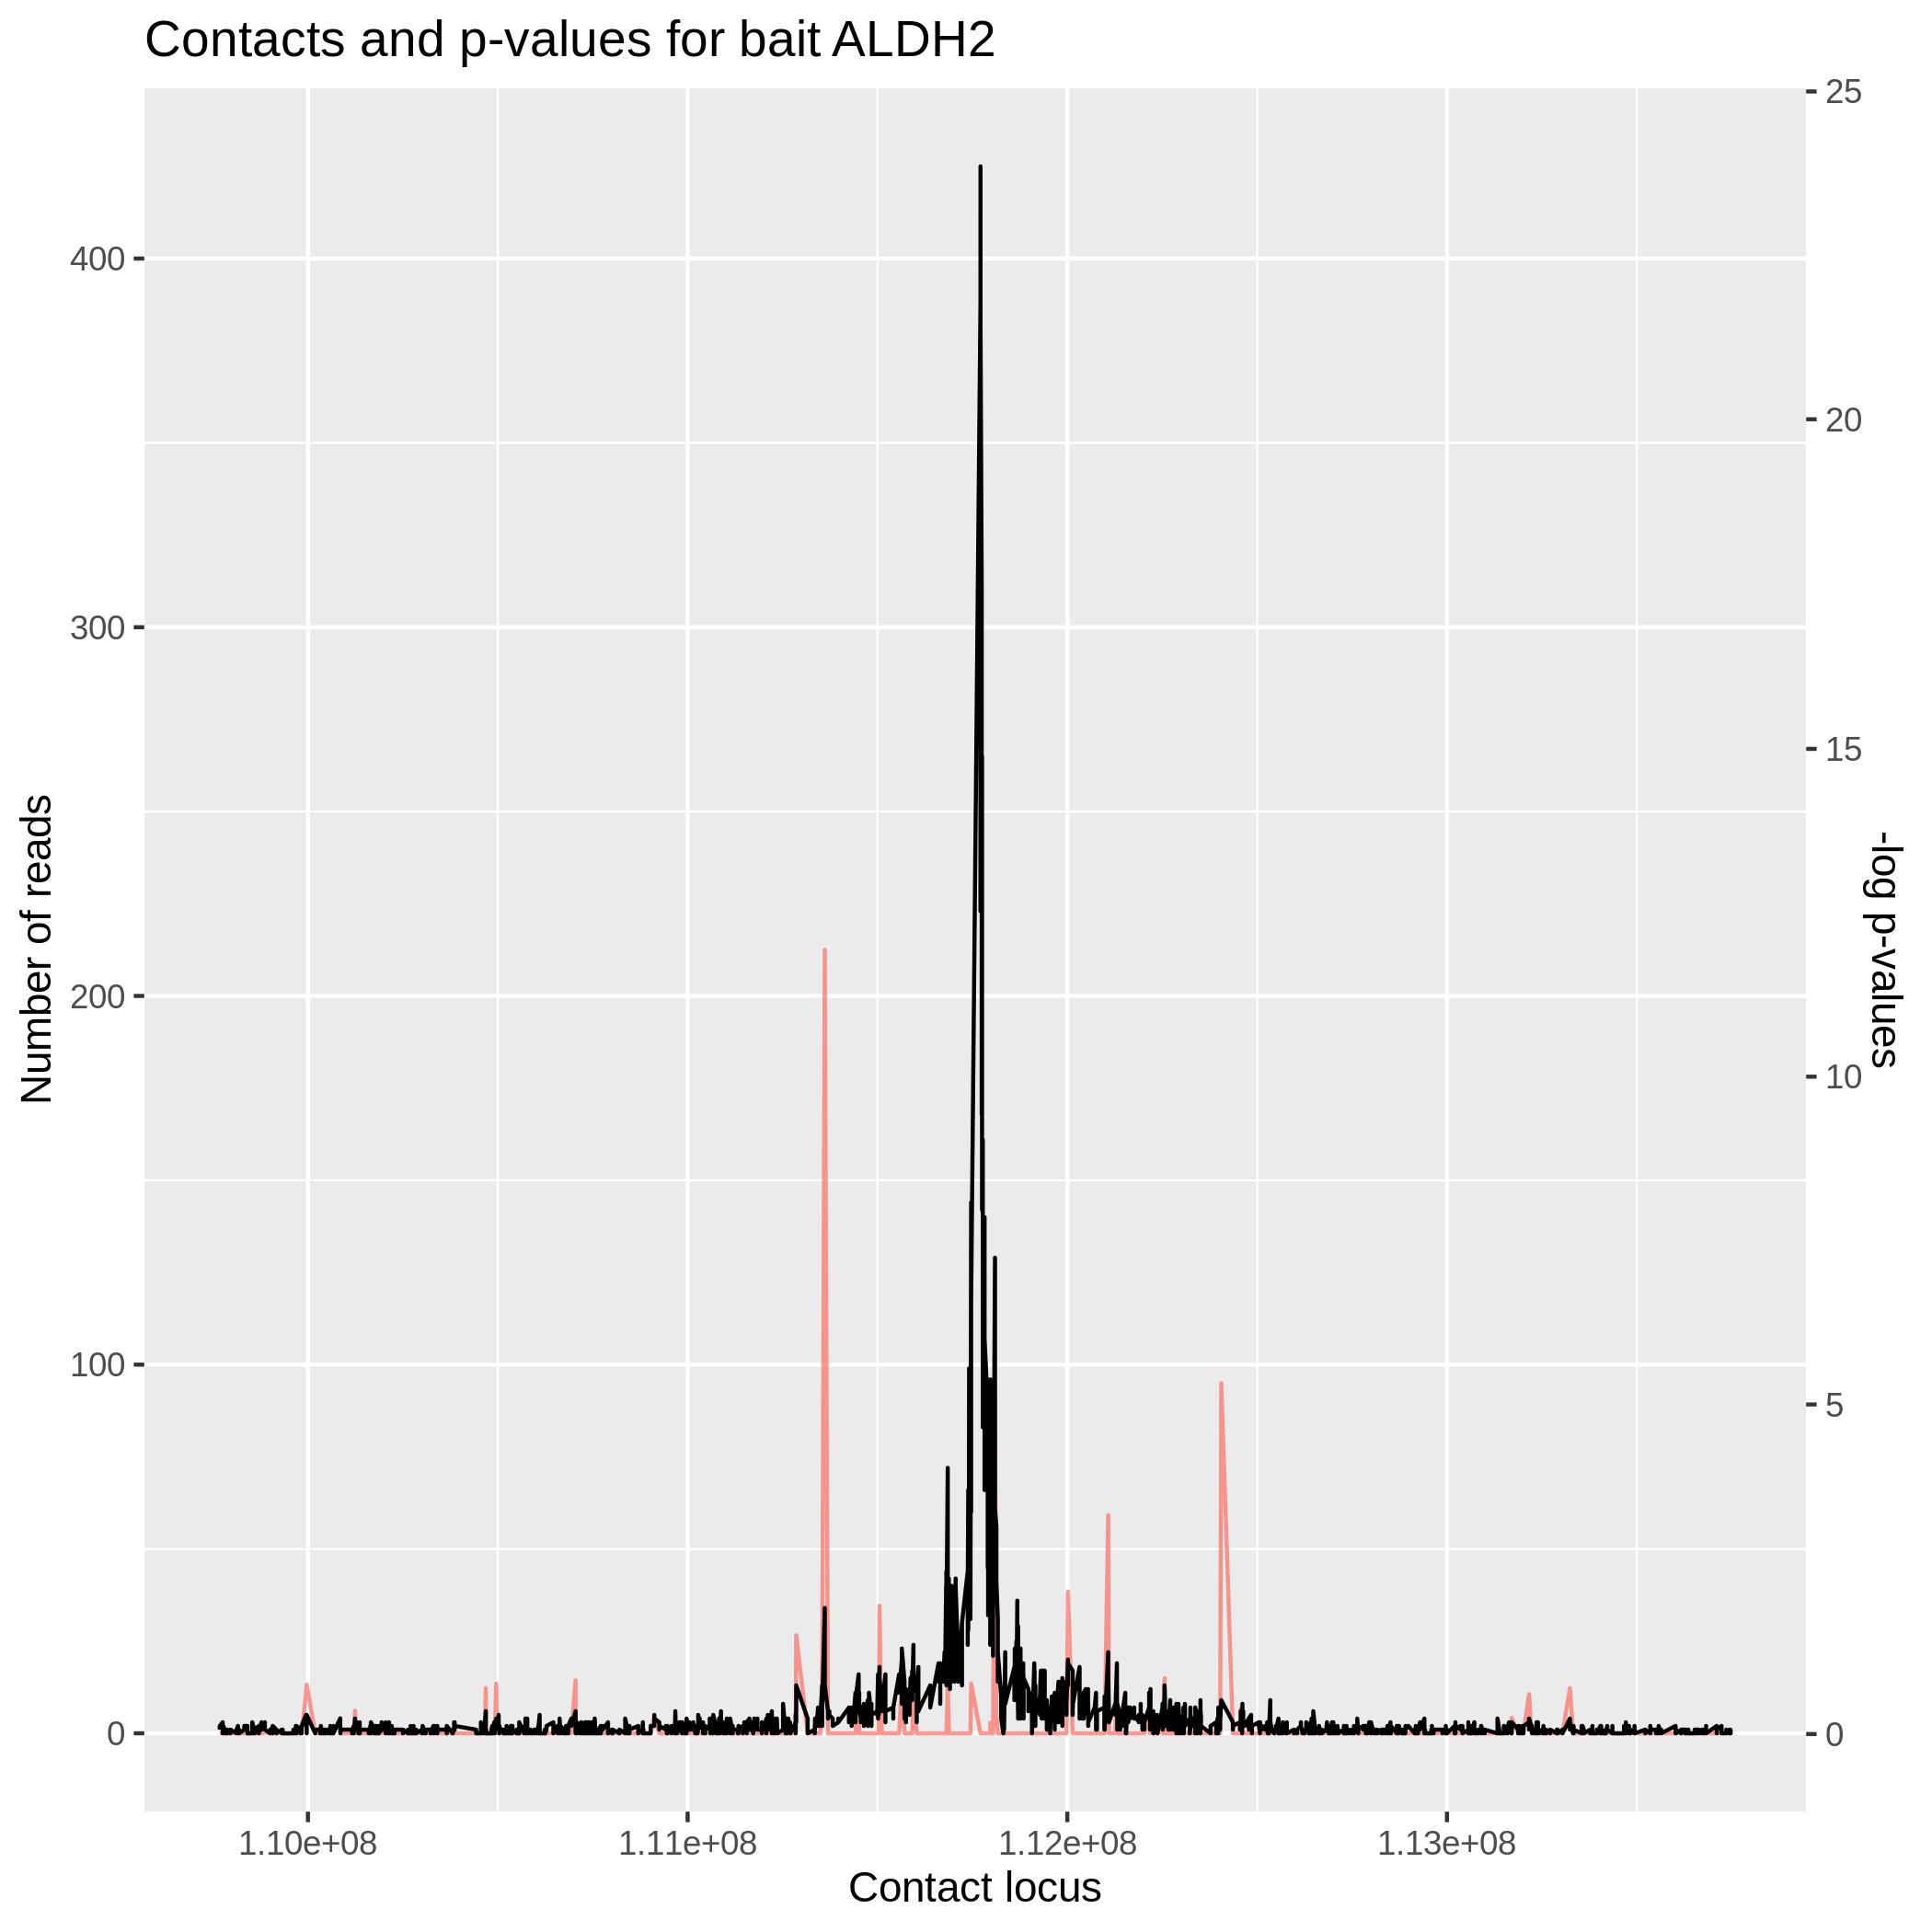 Contacts and p-values for bait ALDH2
Number of reads
400
300
200
100
0
25
20
15
10
5
0
-log p-values
1.10e+08
1.11e+08
1.12e+08
1.13e+08
Contact locus